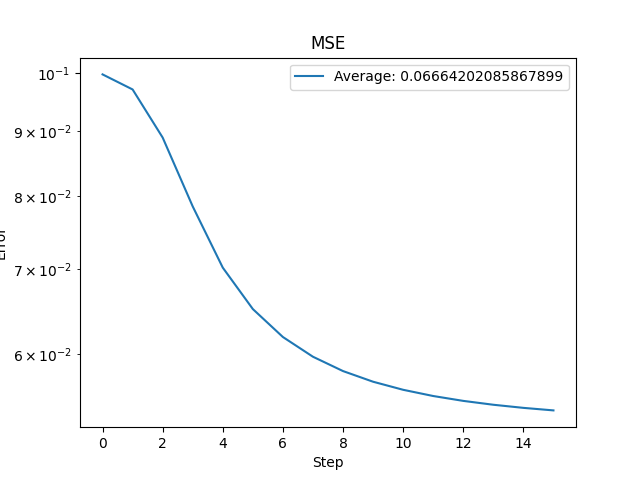 MSE
Average: 0.06664202085867899
10⁻¹
9 × 10⁻²
8 × 10⁻²
7 × 10⁻²
6 × 10⁻²
Error
0 2 4 6 8 10 12 14
Step